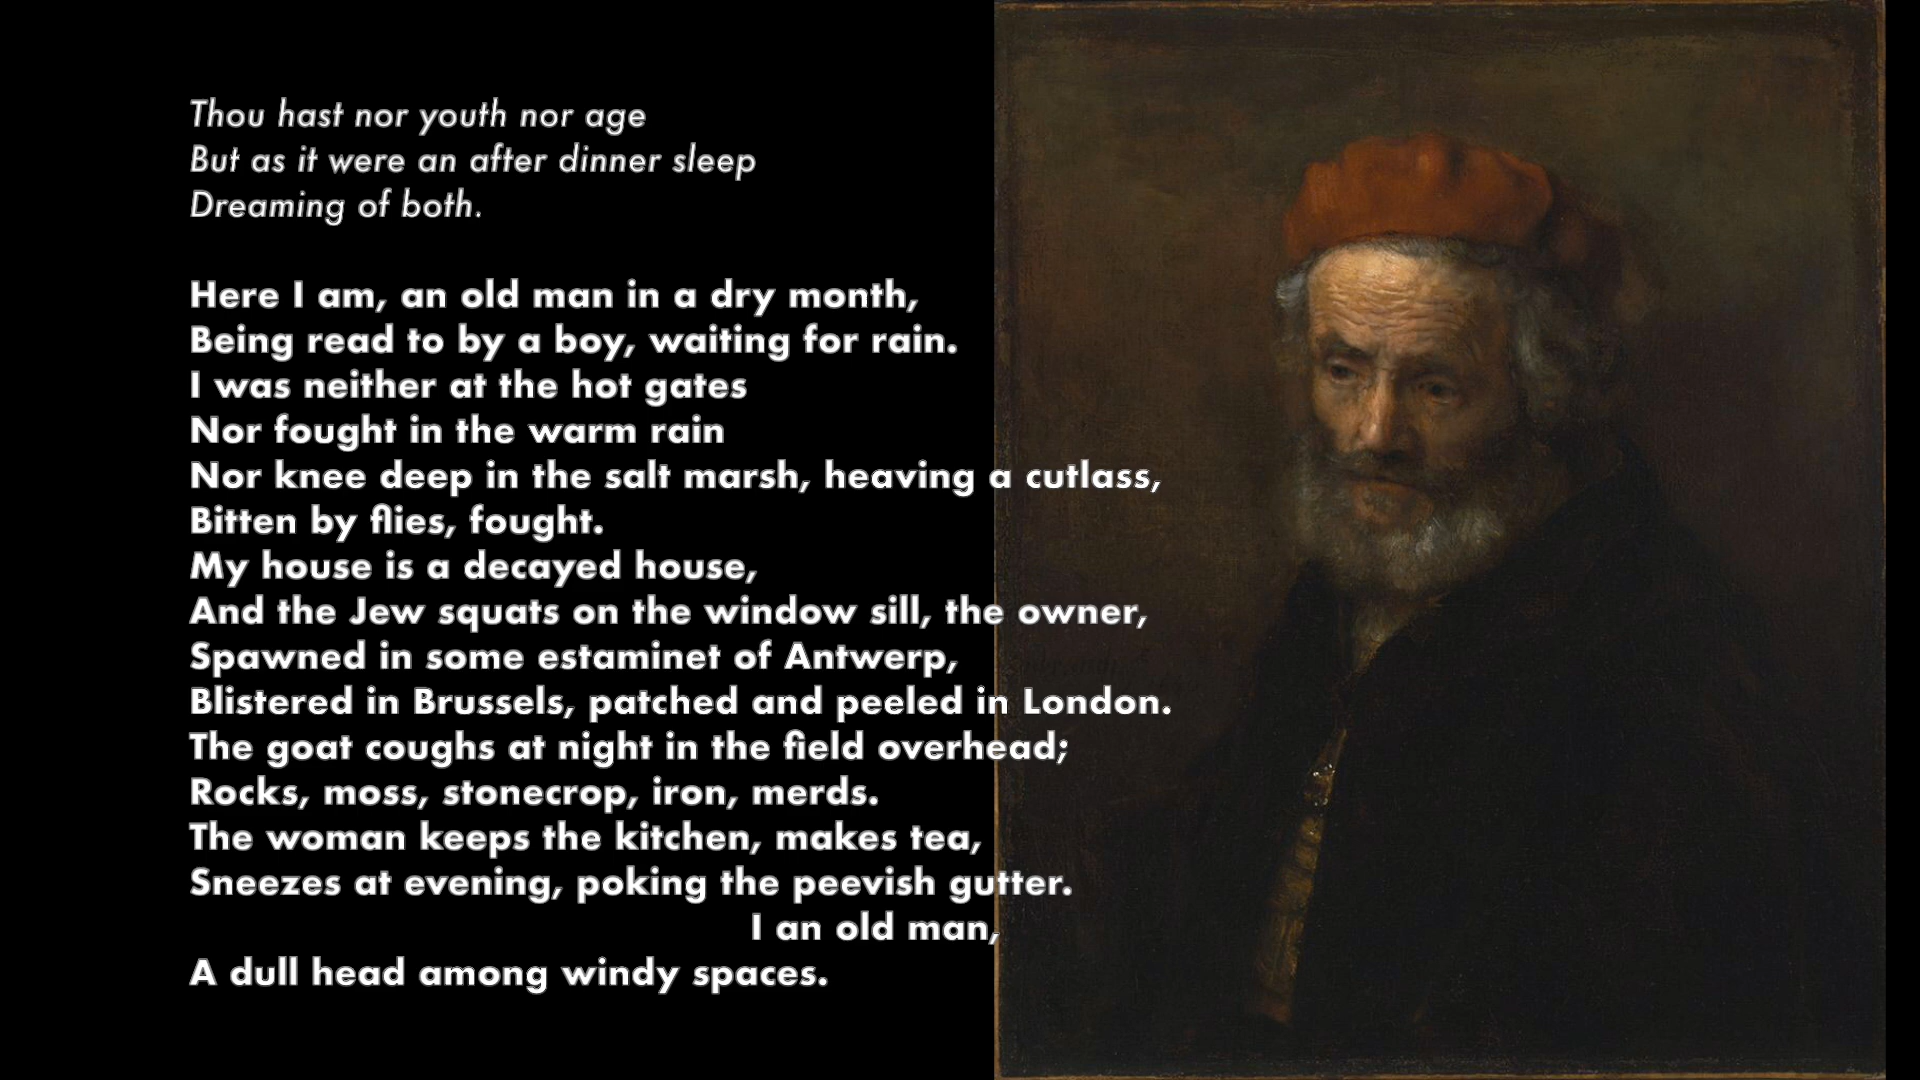 Thou hast nor youth nor age
But as it were an after dinner sleep
Dreaming of both.
Here I am, an old man in a dry month,
Being read to by a boy, waiting for rain.
I was neither at the hot gates
Nor fought in the warm rain
Nor knee deep in the salt marsh, heaving a cutlass,
Bitten by flies, fought.
My house is a decayed house,
And the Jew squats on the window sill, the owner,
Spawned in some estaminet of Antwerp,
Blistered in Brussels, patched and peeled in London.
The goat coughs at night in the field overhead;
Rocks, moss, stonecrop, iron, merds.
The woman keeps the kitchen, makes tea,
Sneezes at evening, poking the peevish gutter.
I an old man,
A dull head among windy spaces.